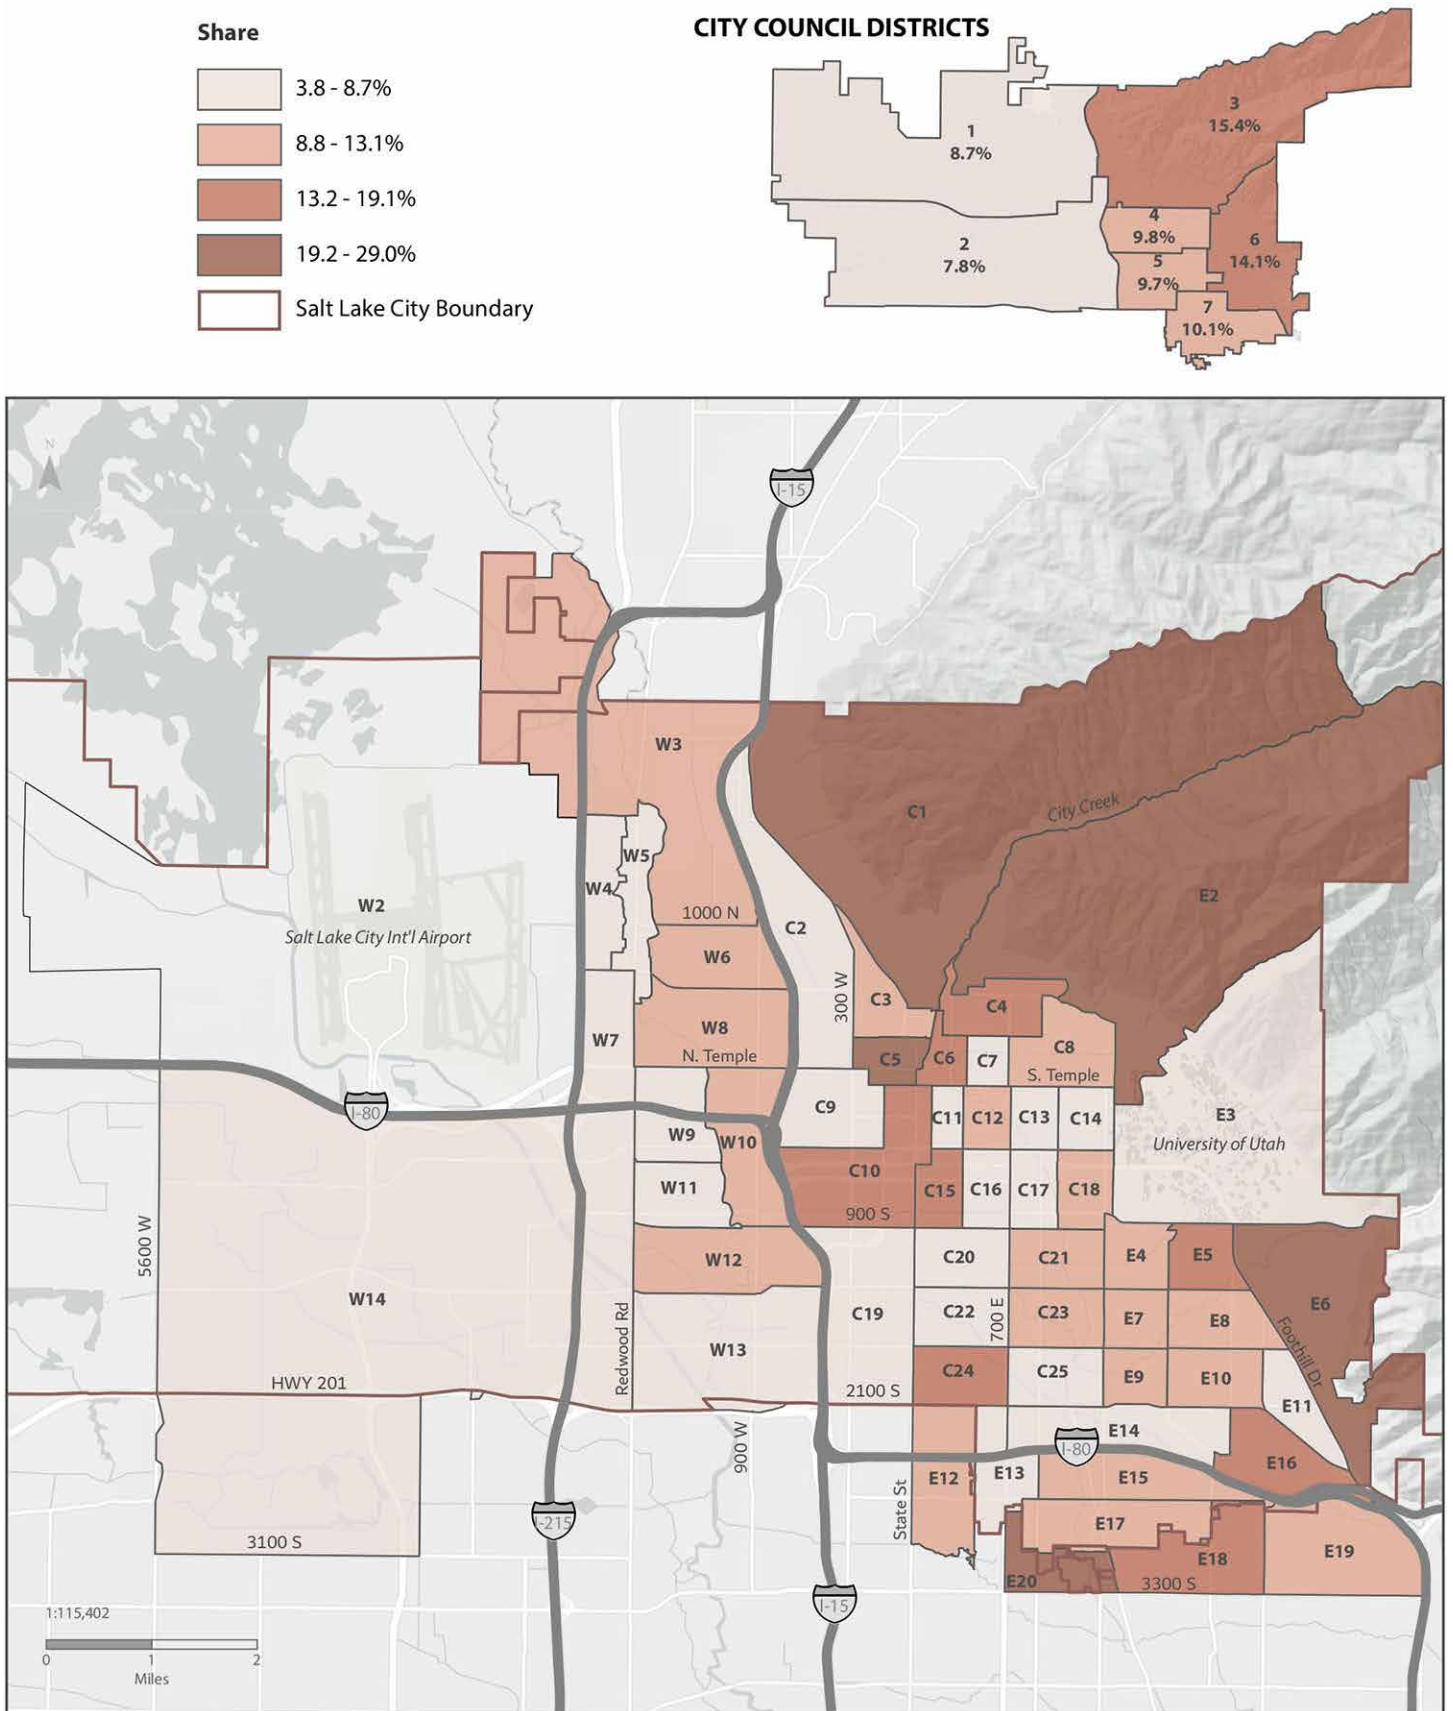 Share
3.8 - 8.7%
8.8 - 13.1%
13.2 - 19.1%
19.2 - 29.0%
Salt Lake City Boundary
CITY COUNCIL DISTRICTS
3
15.4%
1
8.7%
4
9.8%
2
7.8%
6
14.1%
5
9.7%
7
10.1%
N
I-15
W3
C1
City Creek
W5
W4
E2
W2
Salt Lake City Int'l Airport
1000 N
C2
W6
300 W
C3
C4
W7
W8
N. Temple
C5
C6
C7
C8
S. Temple
I-80
C9
C11
C12
C13
C14
E3
University of Utah
W9
W10
C10
W11
C15
C16
C17
C18
900 S
5600 W
W12
C20
C21
E4
E5
W14
C19
C22
700 E
C23
E7
E8
E6
Foothill Dr
Redwood Rd
W13
HWY 201
2100 S
C24
C25
E9
E10
E11
900 W
E14
I-80
State St
E12
E13
E15
E16
I-215
E17
3100 S
E18
E19
E20
3300 S
I-15
1:115,402
0 1 2
Miles